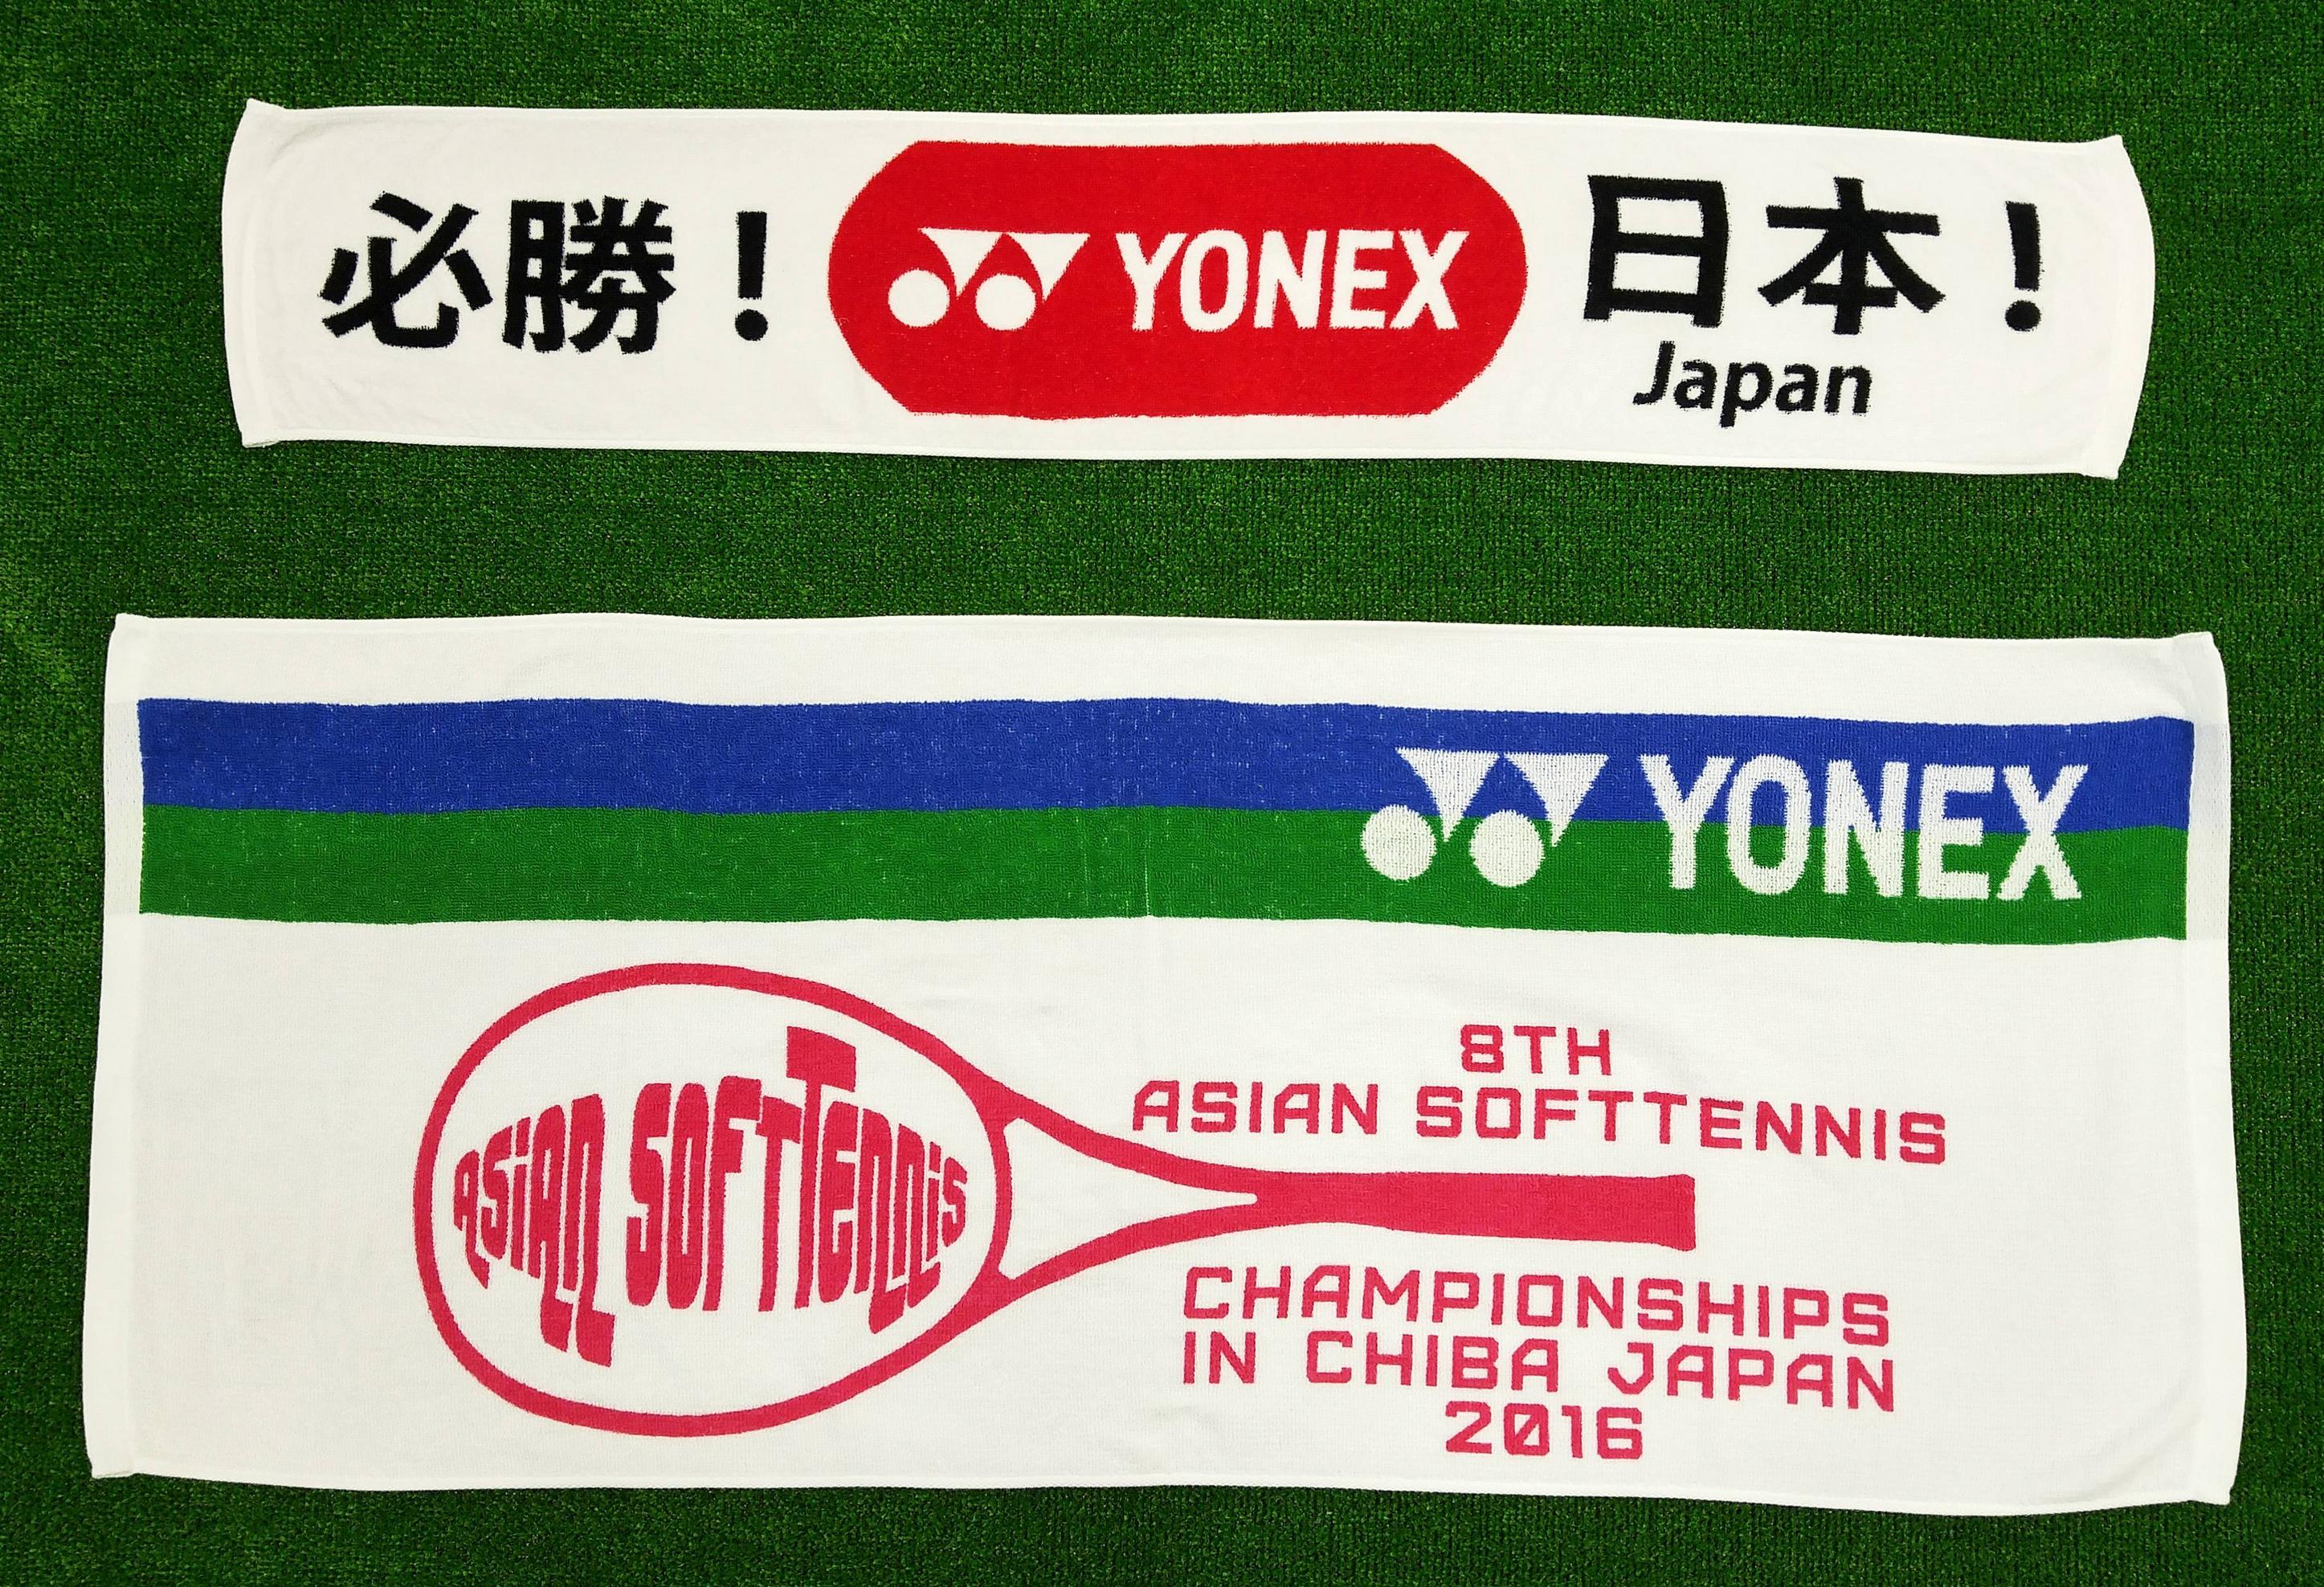 必勝！ YONEX 日本！
Japan
YONEX
ASIAN SOFTTENNIS
8TH
ASIAN SOFTTENNIS
CHAMPIONSHIPS
IN CHIBA JAPAN
2016